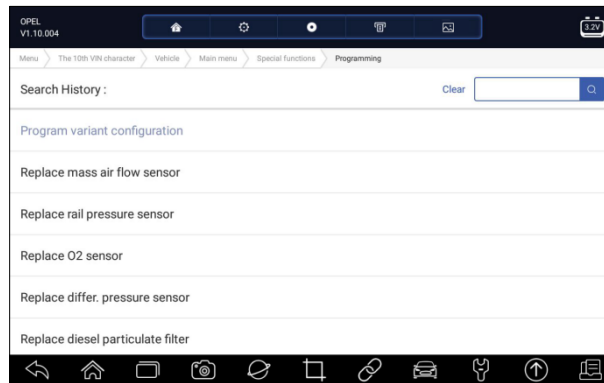 OPEL
V1.10.004
3.2V
Menu The 10th VIN character Vehicle Main menu Special functions Programming
Search History :
Clear
Program variant configuration
Replace mass air flow sensor
Replace rail pressure sensor
Replace O2 sensor
Replace differ. pressure sensor
Replace diesel particulate filter